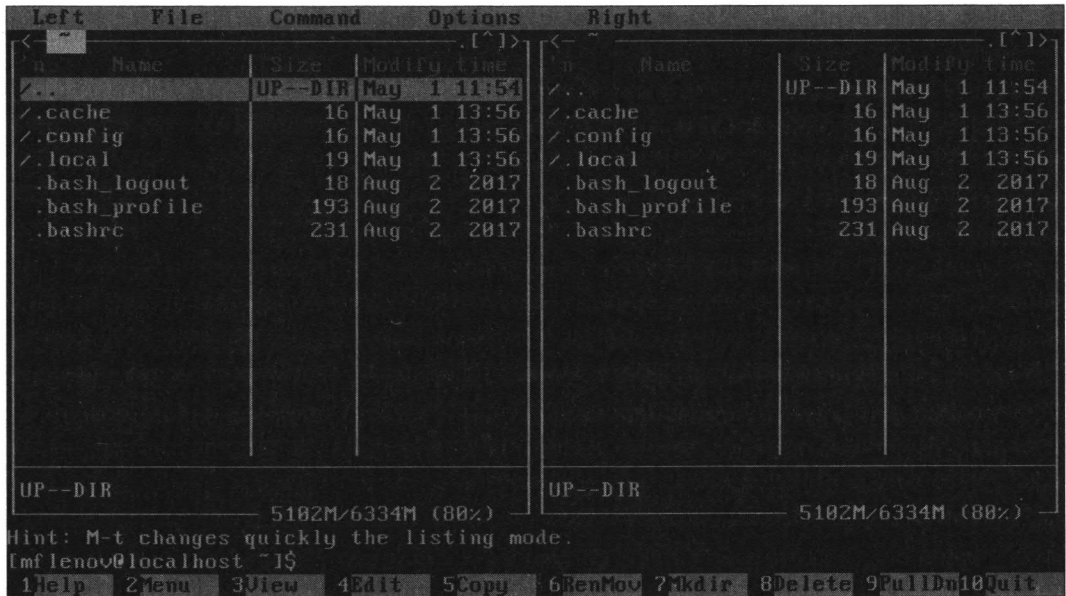 Left File Command Options Right
<─ ~ ──.[^]>┐ <─ ~ ──.[^]>
'n Name Size Modify time 'n Name Size Modify time
/.. UP--DIR May 1 11:54 /.. UP--DIR May 1 11:54
/.cache 16 May 1 13:56 /.cache 16 May 1 13:56
/.config 16 May 1 13:56 /.config 16 May 1 13:56
/.local 19 May 1 13:56 /.local 19 May 1 13:56
.bash_logout 18 Aug 2 2017 .bash_logout 18 Aug 2 2017
.bash_profile 193 Aug 2 2017 .bash_profile 193 Aug 2 2017
.bashrc 231 Aug 2 2017 .bashrc 231 Aug 2 2017
UP--DIR UP--DIR
5102M/6334M (80%) 5102M/6334M (80%)
Hint: M-t changes quickly the listing mode.
[mflenov@localhost ~]$
1Help 2Menu 3View 4Edit 5Copy 6RenMov 7Mkdir 8Delete 9PullDn 10Quit